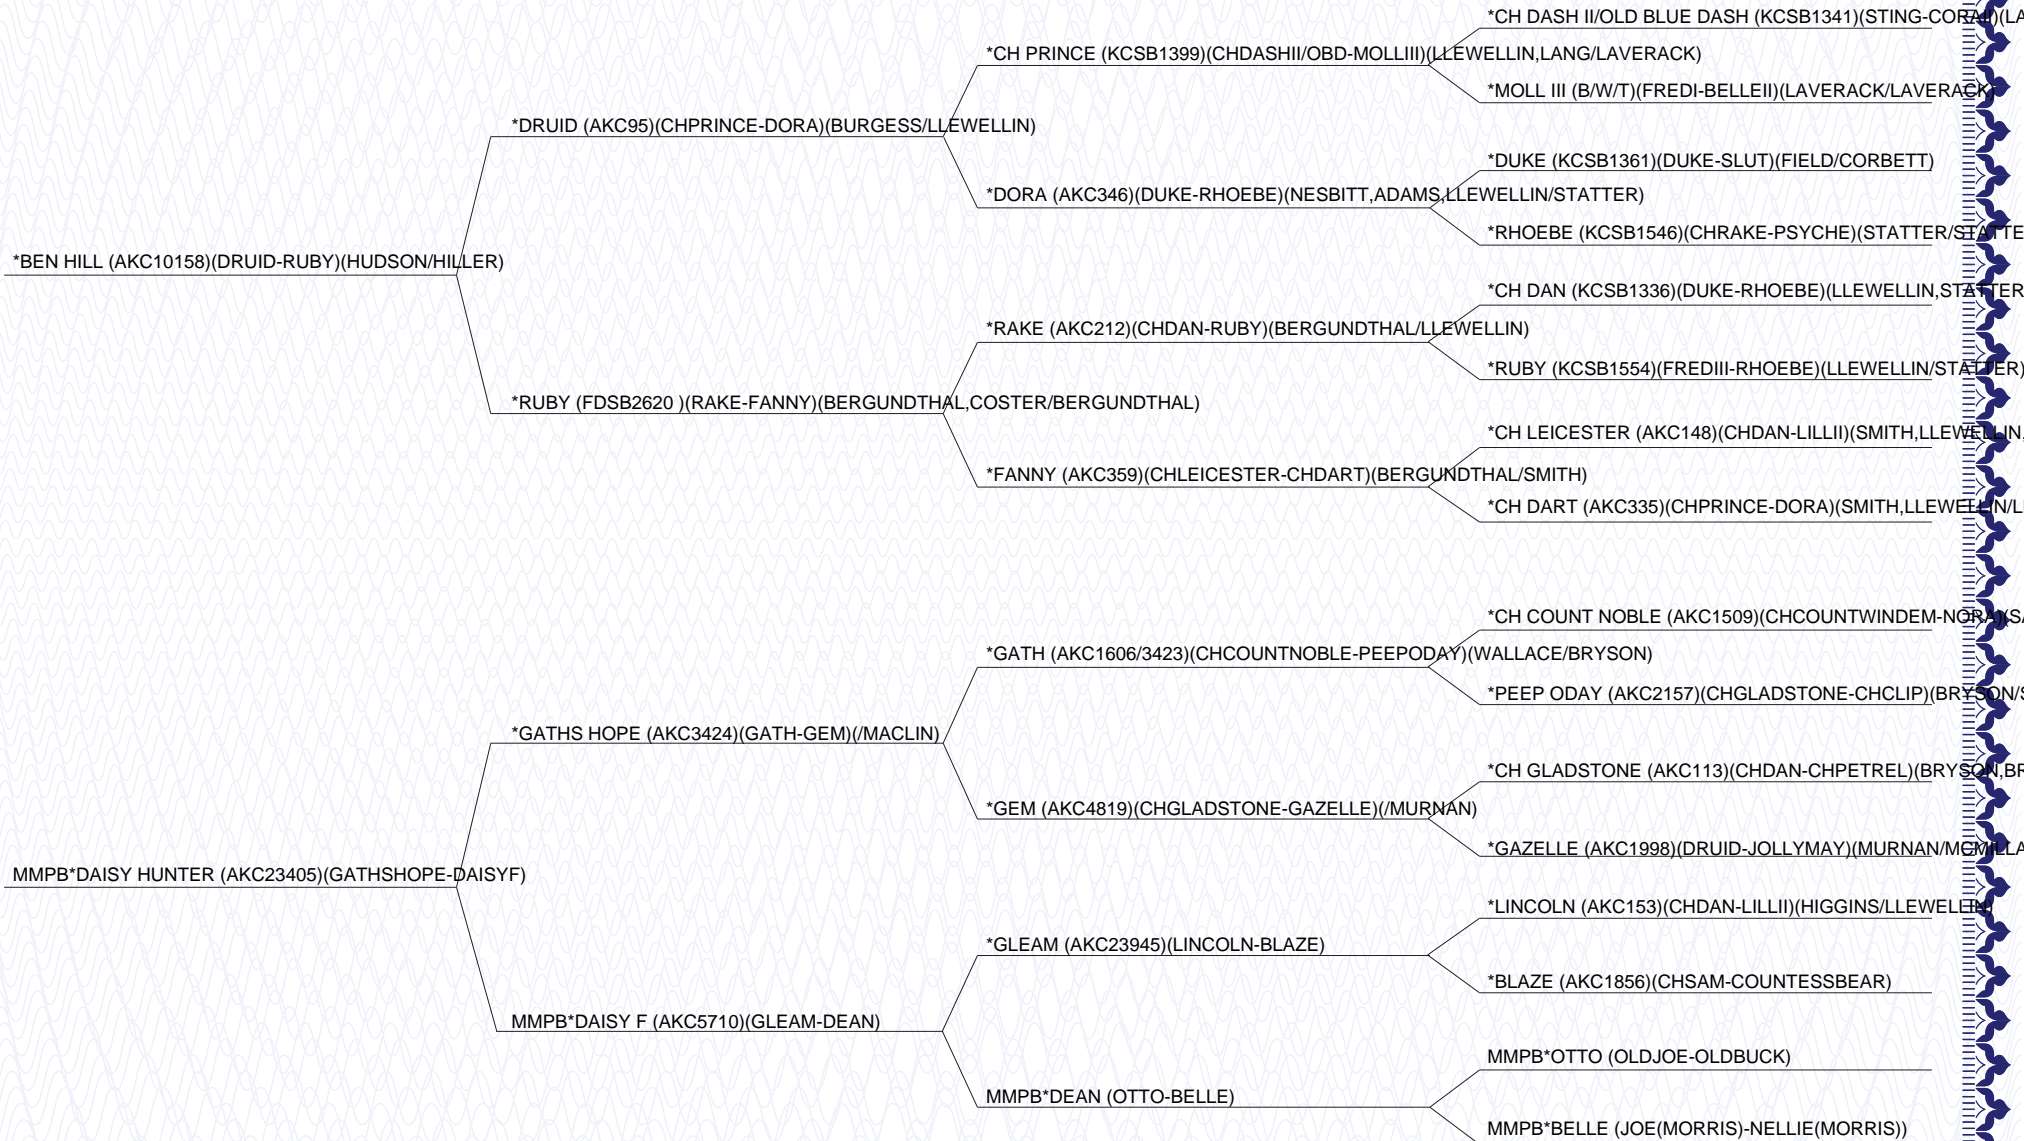 *CH DASH II/OLD BLUE DASH (KCSB1341)(STING-CORAII)(LA
*CH PRINCE (KCSB1399)(CHDASHII/OBD-MOLLIII)(LLEWELLIN,LANG/LAVERACK)
*MOLL III (B/W/T)(FREDI-BELLEII)(LAVERACK/LAVERACK)
*DRUID (AKC95)(CHPRINCE-DORA)(BURGESS/LLEWELLIN)
*DUKE (KCSB1361)(DUKE-SLUT)(FIELD/CORBETT)
*DORA (AKC346)(DUKE-RHOEBE)(NESBITT,ADAMS,LLEWELLIN/STATTER)
*RHOEBE (KCSB1546)(CHRAKE-PSYCHE)(STATTER/STATTE
*BEN HILL (AKC10158)(DRUID-RUBY)(HUDSON/HILLER)
*CH DAN (KCSB1336)(DUKE-RHOEBE)(LLEWELLIN,STATTER
*RAKE (AKC212)(CHDAN-RUBY)(BERGUNDTHAL/LLEWELLIN)
*RUBY (KCSB1554)(FREDIII-RHOEBE)(LLEWELLIN/STATTER)
*RUBY (FDSB2620 )(RAKE-FANNY)(BERGUNDTHAL,COSTER/BERGUNDTHAL)
*CH LEICESTER (AKC148)(CHDAN-LILLII)(SMITH,LLEWELLIN,
*FANNY (AKC359)(CHLEICESTER-CHDART)(BERGUNDTHAL/SMITH)
*CH DART (AKC335)(CHPRINCE-DORA)(SMITH,LLEWELLIN/L
*CH COUNT NOBLE (AKC1509)(CHCOUNTWINDEM-NORA)(SA
*GATH (AKC1606/3423)(CHCOUNTNOBLE-PEEPODAY)(WALLACE/BRYSON)
*PEEP ODAY (AKC2157)(CHGLADSTONE-CHCLIP)(BRYSON/S
*GATHS HOPE (AKC3424)(GATH-GEM)(/MACLIN)
*CH GLADSTONE (AKC113)(CHDAN-CHPETREL)(BRYSON,BR
*GEM (AKC4819)(CHGLADSTONE-GAZELLE)(/MURNAN)
*GAZELLE (AKC1998)(DRUID-JOLLYMAY)(MURNAN/MCMILLA
MMPB*DAISY HUNTER (AKC23405)(GATHSHOPE-DAISYF)
*LINCOLN (AKC153)(CHDAN-LILLII)(HIGGINS/LLEWELLIN)
*GLEAM (AKC23945)(LINCOLN-BLAZE)
*BLAZE (AKC1856)(CHSAM-COUNTESSBEAR)
MMPB*DAISY F (AKC5710)(GLEAM-DEAN)
MMPB*OTTO (OLDJOE-OLDBUCK)
MMPB*DEAN (OTTO-BELLE)
MMPB*BELLE (JOE(MORRIS)-NELLIE(MORRIS))